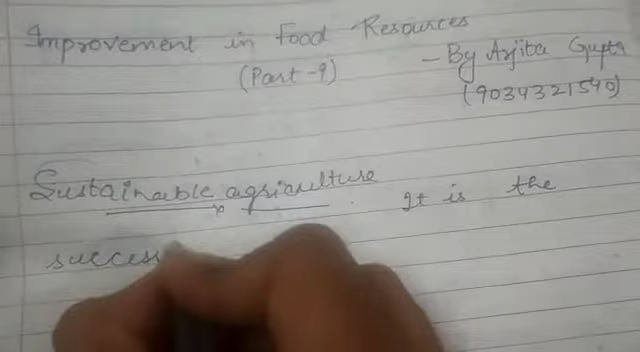 Improvement in Food Resources
(Part-9)
- By Arjita Gupta
(9034321540)
Sustainable agriculture. It is the
success